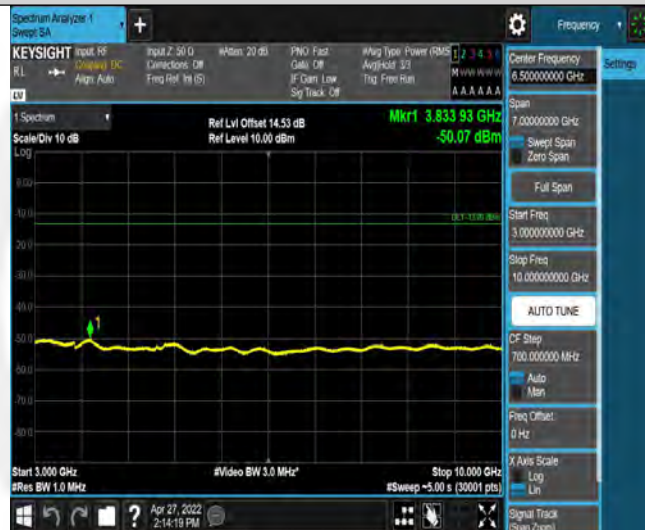 Spectrum Analyzer 1
Swept SA
+
Frequency
KEYSIGHT
RL
LV
Input: RF
Coupling: DC
Align: Auto
Input Z: 50 Ω
Corrections: Off
Freq Ref: Int (S)
#Atten: 20 dB
PNO: Fast
Gate: Off
IF Gain: Low
Sig Track: Off
#Avg Type: Power (RMS
Avg|Hold: 3/3
Trig: Free Run
1 2 3 4 5 6
M W W W W W
A A A A A A
1 Spectrum
Scale/Div 10 dB
Log
Ref Lvl Offset 14.53 dB
Ref Level 10.00 dBm
Mkr1 3.833 93 GHz
-50.07 dBm
0.00
-10.0
-20.0
-30.0
-40.0
-50.0
-60.0
-70.0
-80.0
1
Start 3.000 GHz
#Res BW 1.0 MHz
#Video BW 3.0 MHz*
Stop 10.000 GHz
#Sweep ~5.00 s (30001 pts)
?
Apr 27, 2022
2:14:19 PM
Center Frequency
6.500000000 GHz
Settings
Span
7.00000000 GHz
Swept Span
Zero Span
Full Span
Start Freq
3.000000000 GHz
Stop Freq
10.000000000 GHz
AUTO TUNE
CF Step
700.000000 MHz
Auto
Man
Freq Offset
0 Hz
X Axis Scale
Log
Lin
Signal Track
(Span Zoom)